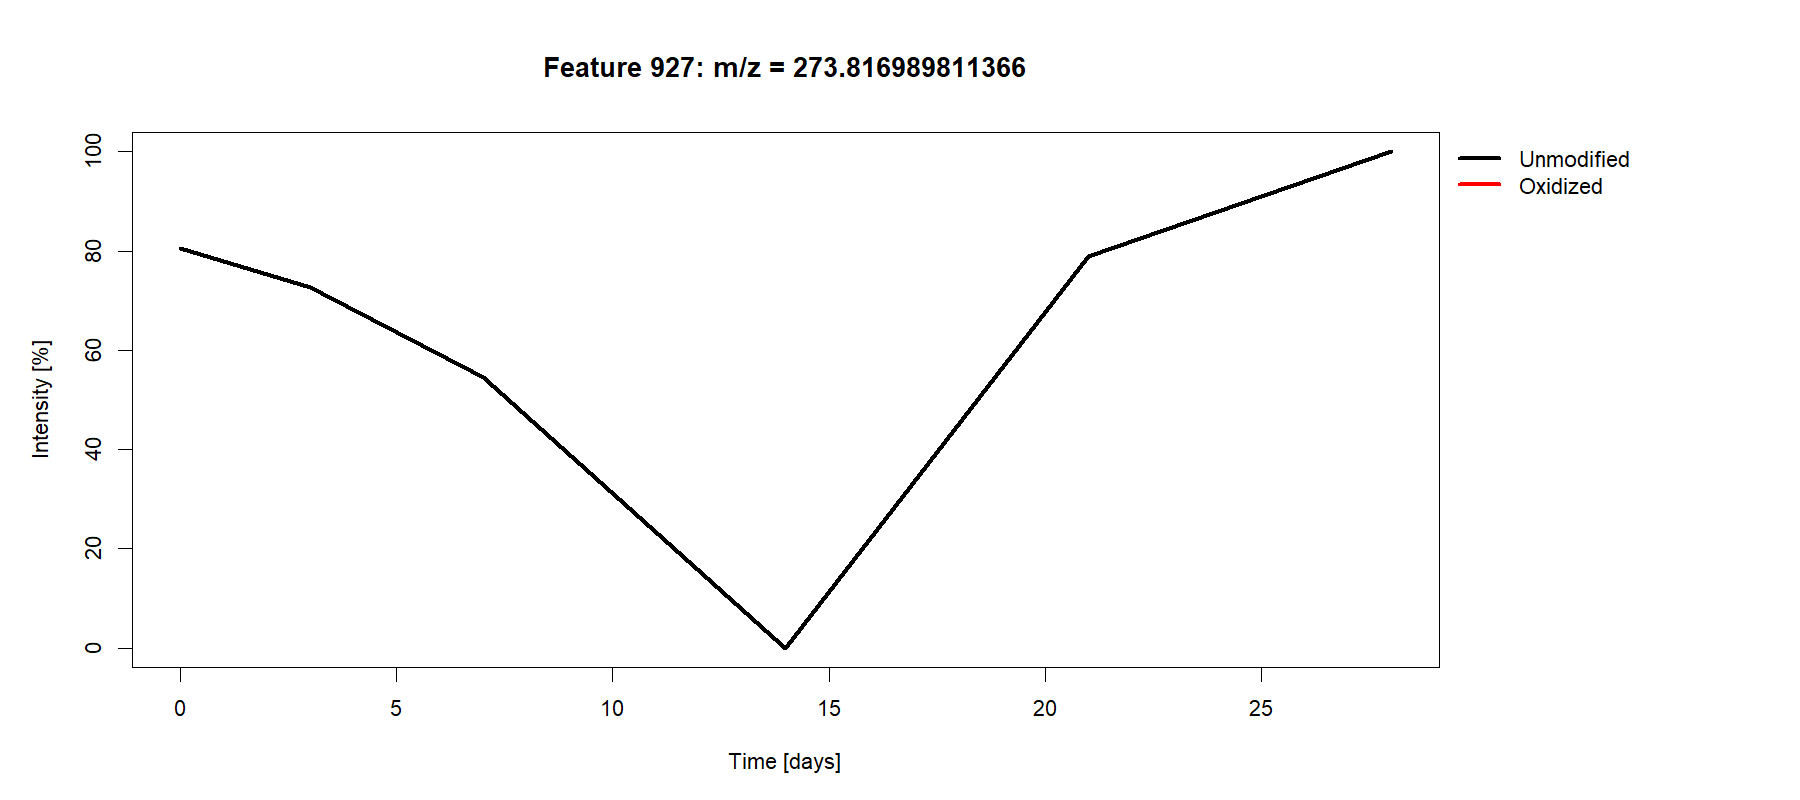 Feature 927: m/z = 273.816989811366
Unmodified
Oxidized
Intensity [%]
100
80
60
40
20
0
0 5 10 15 20 25
Time [days]